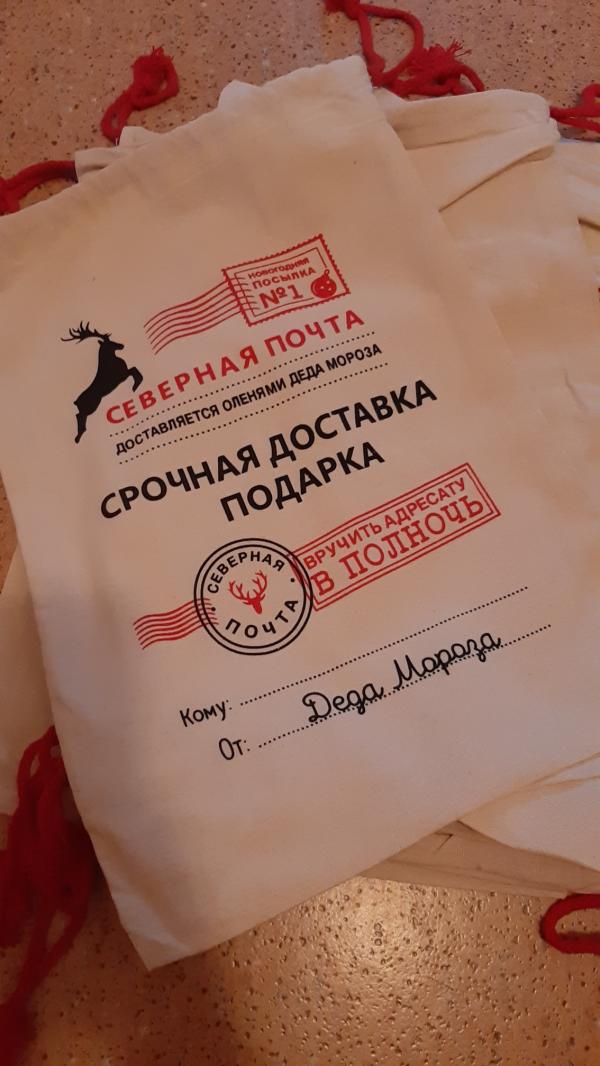 НОВОГОДНЯЯ
ПОСЫЛКА
№1
СЕВЕРНАЯ ПОЧТА
ДОСТАВЛЯЕТСЯ ОЛЕНЯМИ ДЕДА МОРОЗА
СРОЧНАЯ ДОСТАВКА
ПОДАРКА
ВРУЧИТЬ АДРЕСАТУ
В ПОЛНОЧЬ
СЕВЕРНАЯ
ПОЧТА
Кому:
От: Деда Мороза